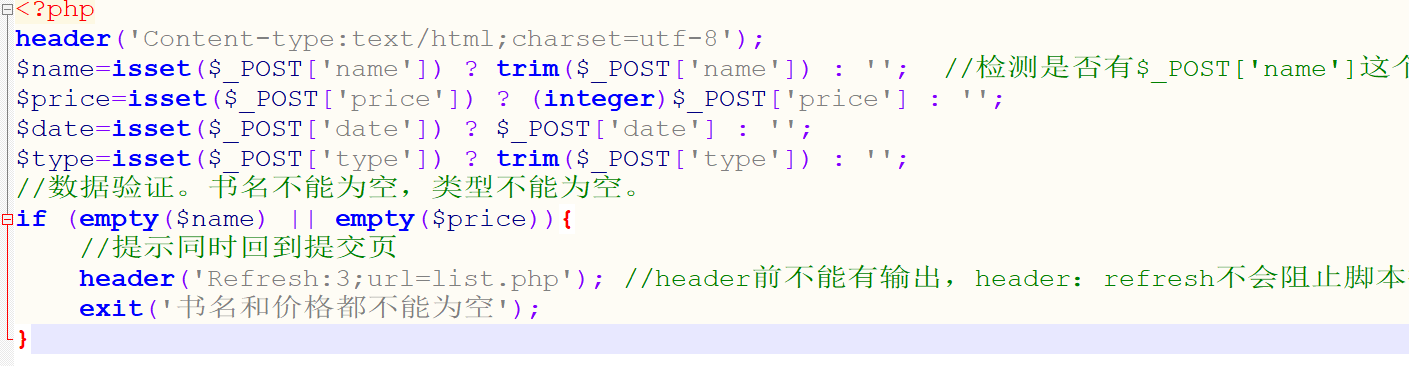 <?php
header('Content-type:text/html;charset=utf-8');
$name=isset($_POST['name']) ? trim($_POST['name']) : '';  //检测是否有$_POST['name']这个
$price=isset($_POST['price']) ? (integer)$_POST['price'] : '';
$date=isset($_POST['date']) ? $_POST['date'] : '';
$type=isset($_POST['type']) ? trim($_POST['type']) : '';
//数据验证。书名不能为空，类型不能为空。
if (empty($name) || empty($price)){
    //提示同时回到提交页
    header('Refresh:3;url=list.php'); //header前不能有输出，header：refresh不会阻止脚本
    exit('书名和价格都不能为空');
}